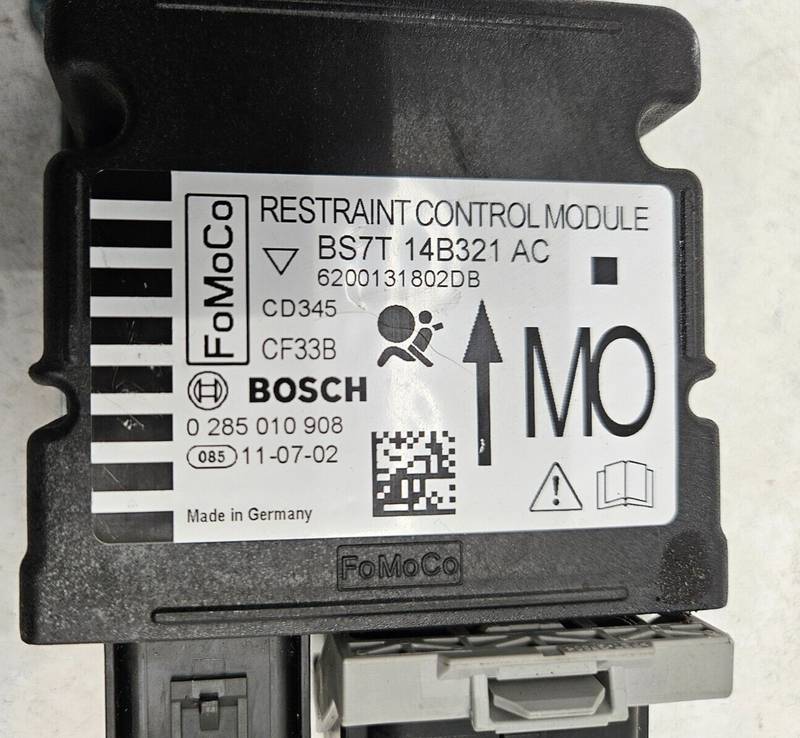 FoMoCo
RESTRAINT CONTROL MODULE
BS7T 14B321 AC
6200131802DB
CD345
CF33B
MO
BOSCH
0 285 010 908
085 11-07-02
Made in Germany
FoMoCo